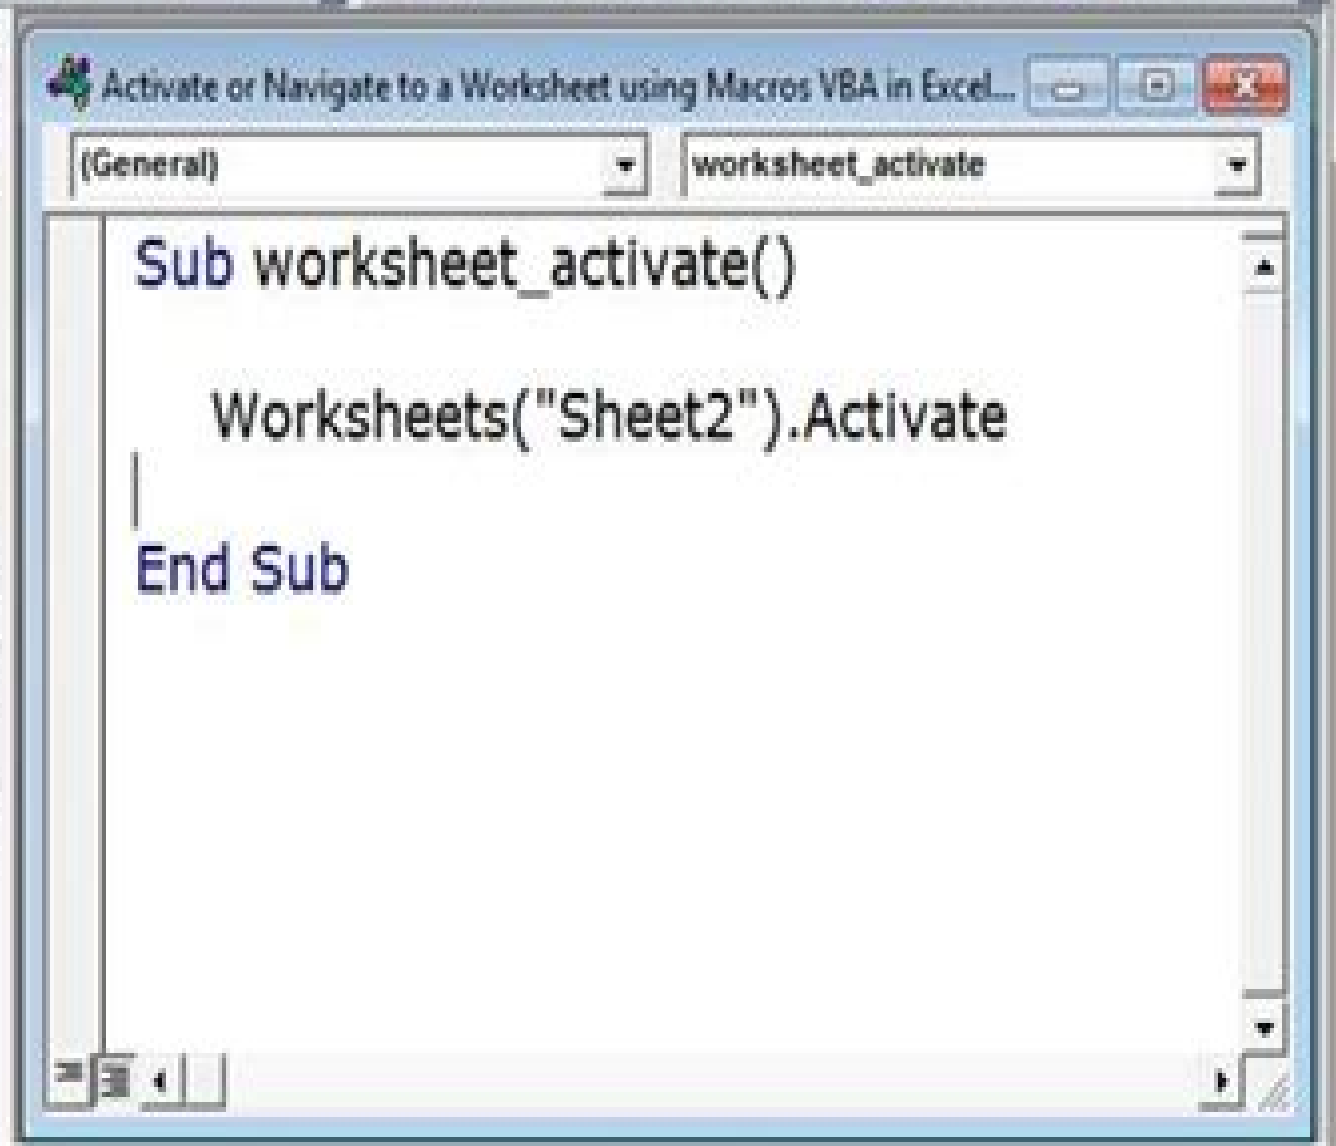 Activate or Navigate to a Worksheet using Macros VBA in Excel...
(General)
worksheet_activate
Sub worksheet_activate()
Worksheets("Sheet2").Activate
End Sub